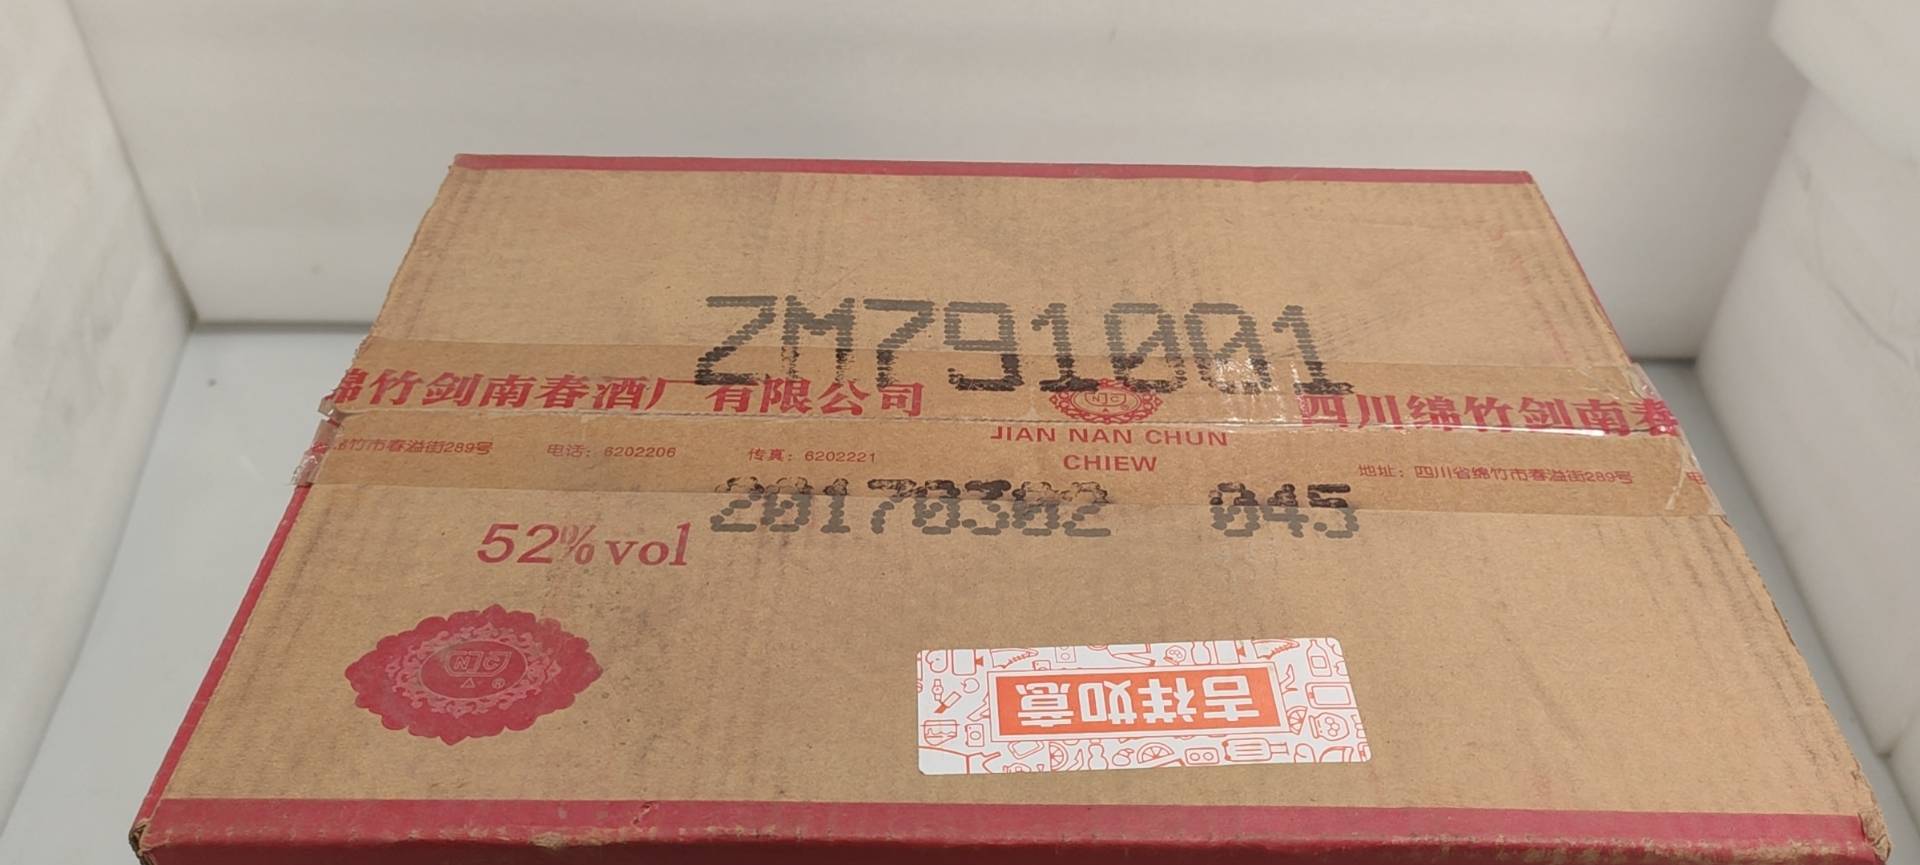 ZM791001
绵竹剑南春酒厂有限公司
四川绵竹剑南春
NJC
JIAN NAN CHUN
CHIEW
竹市春溢街289号 电话：6202206 传真：6202221
地址：四川省绵竹市春溢街289号 电
20170302 045
52%vol
NJC
®
吉祥如意